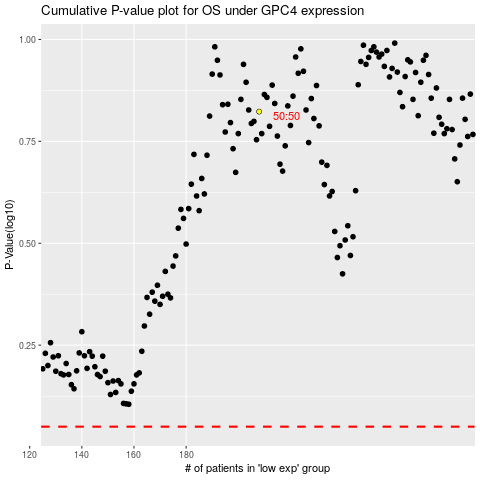 Cumulative P-value plot for OS under GPC4 expression
1.00
0.75
0.50
0.25
P-Value(log10)
50:50
120 140 160 180
# of patients in 'low exp' group